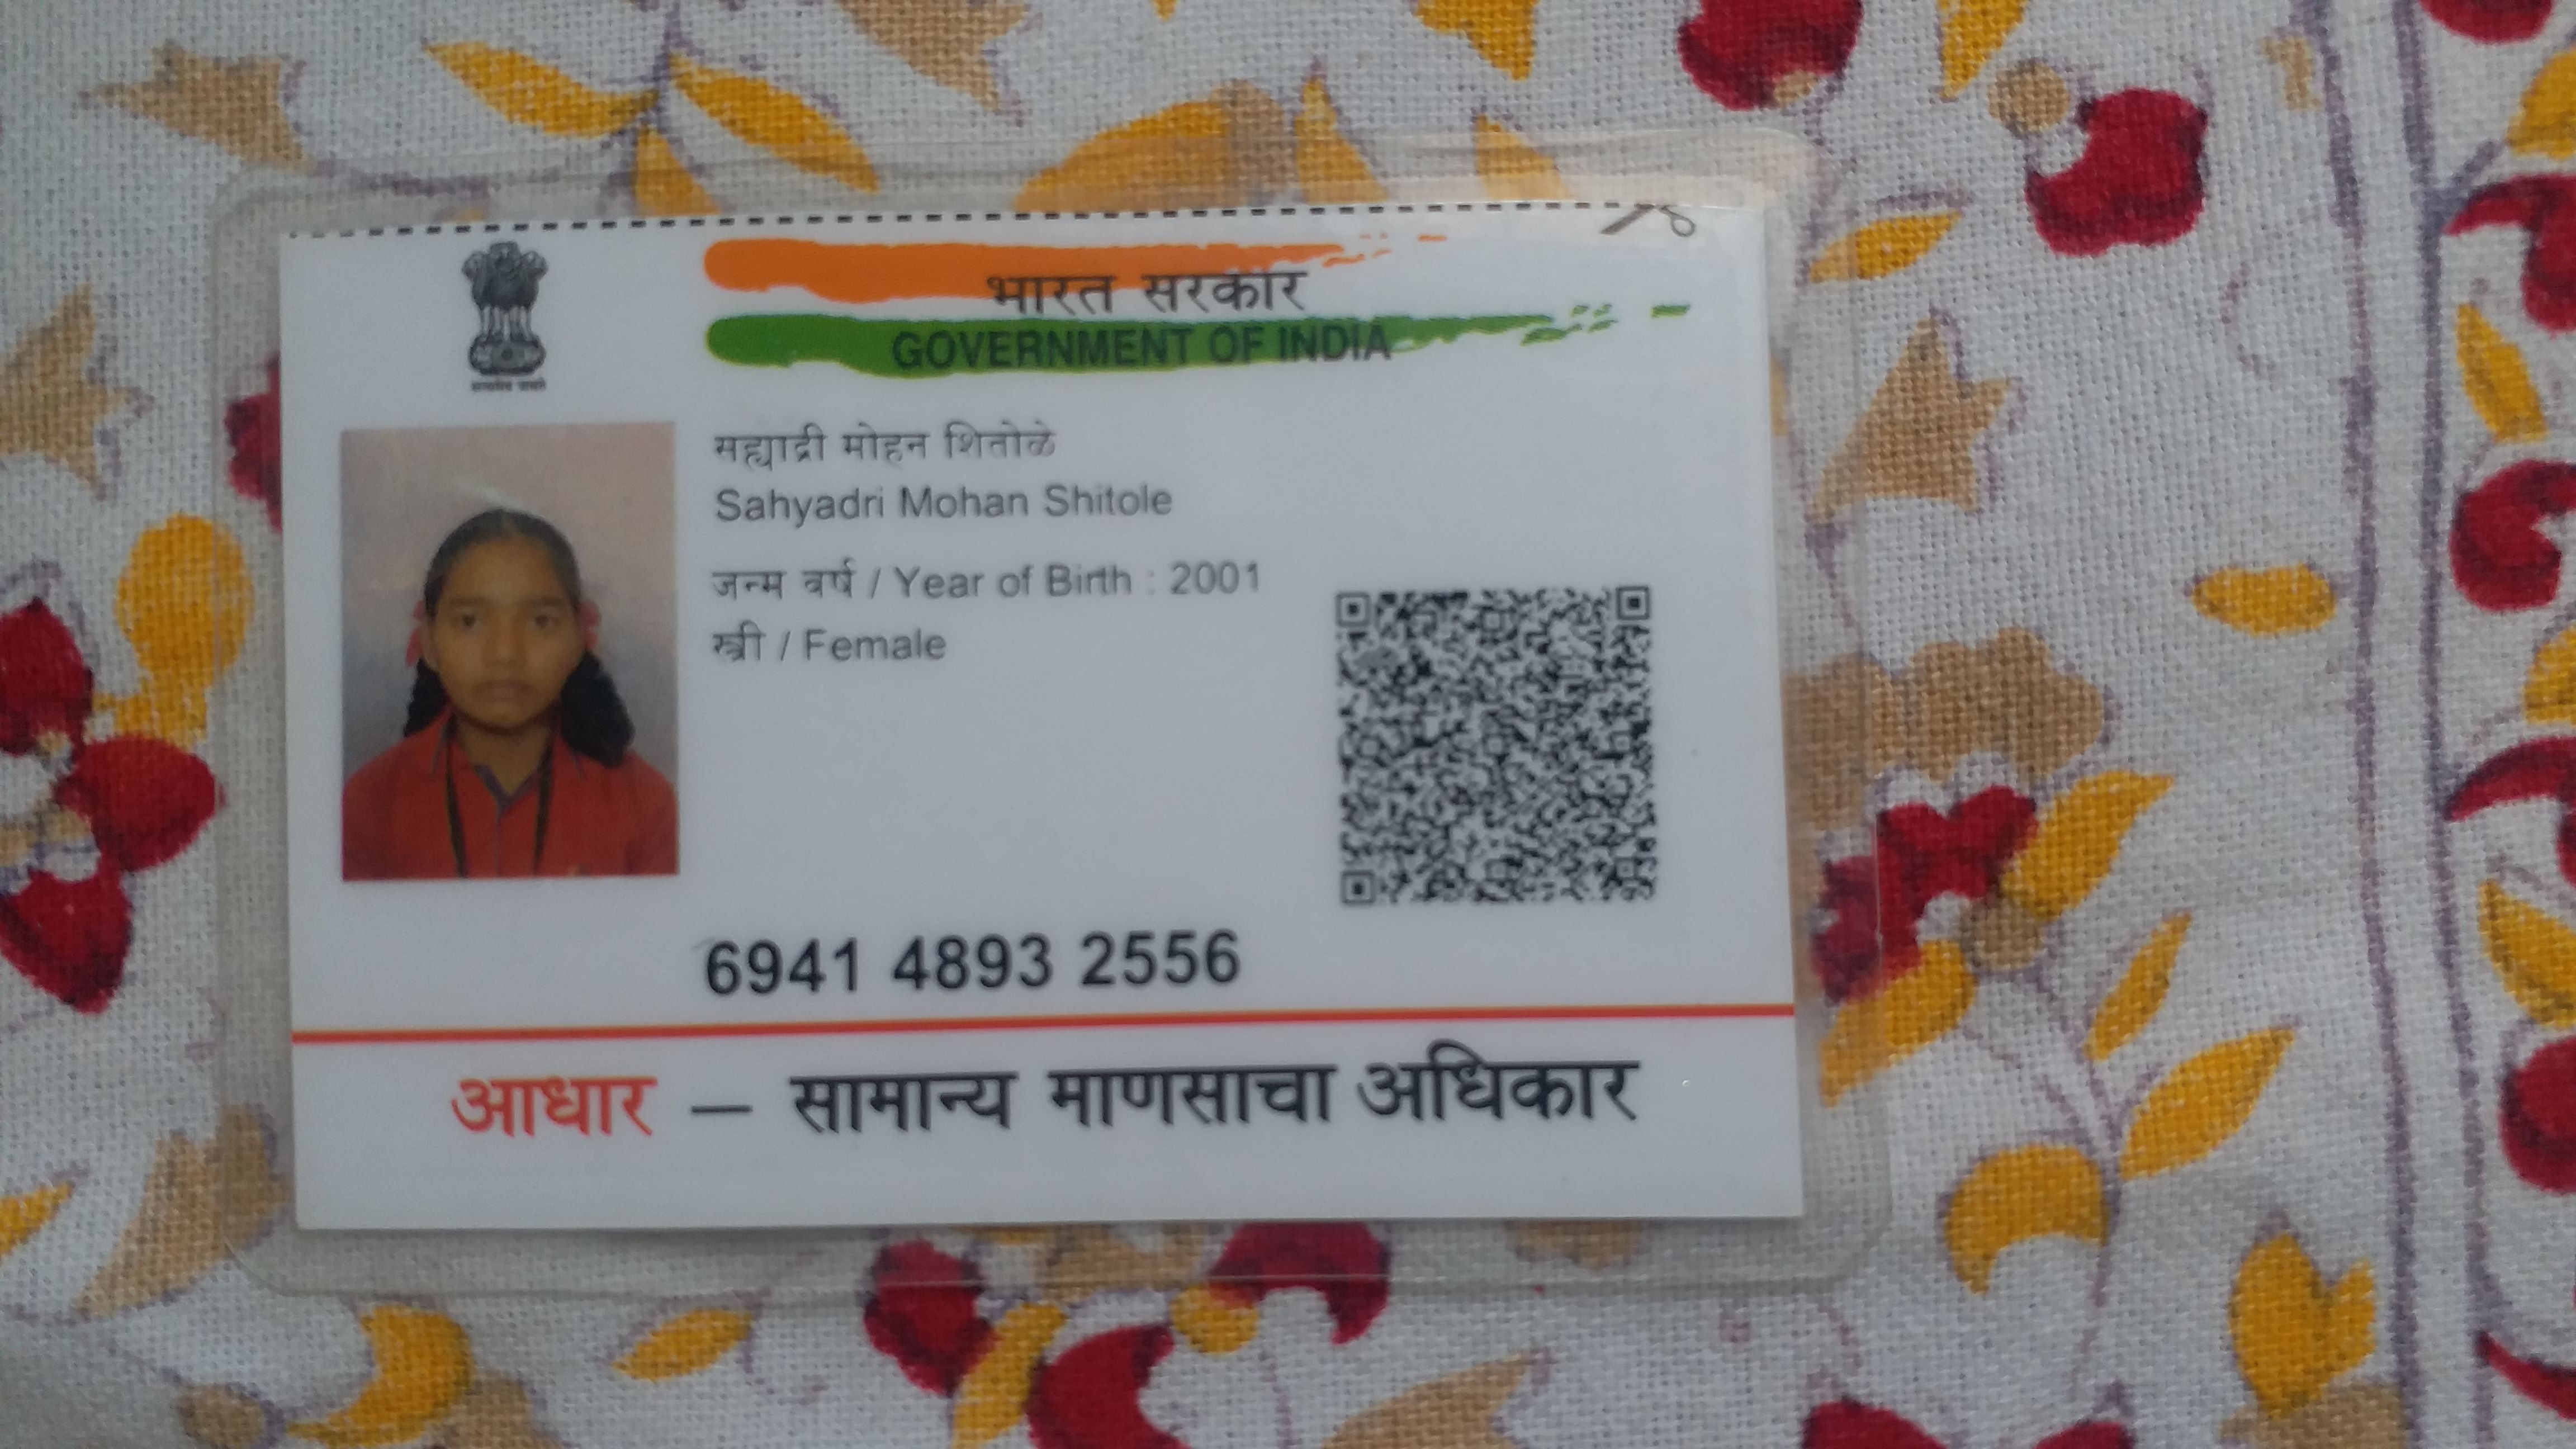 भारत सरकार
GOVERNMENT OF INDIA
सह्याद्री मोहन शितोळे
Sahyadri Mohan Shitole
जन्म वर्ष / Year of Birth : 2001
स्त्री / Female
6941 4893 2556
आधार – सामान्य माणसाचा अधिकार